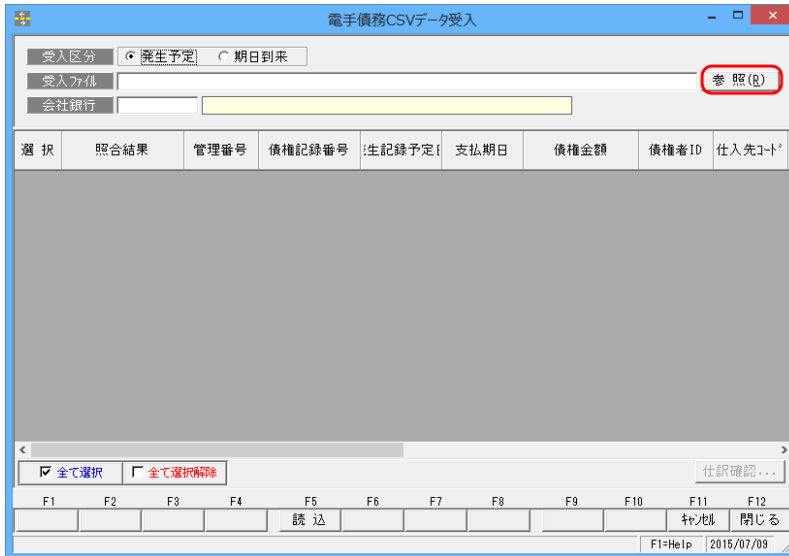 電手債務CSVデータ受入
受入区分 発生予定 期日到来
受入ファイル 参 照(R)
会社銀行
選 択 照合結果 管理番号 債権記録番号 生記録予定日 支払期日 債権金額 債権者ID 仕入先コード
全て選択 全て選択解除 仕訳確認...
F1 F2 F3 F4 F5 F6 F7 F8 F9 F10 F11 F12
読 込 キャンセル 閉じる
F1=Help 2015/07/09